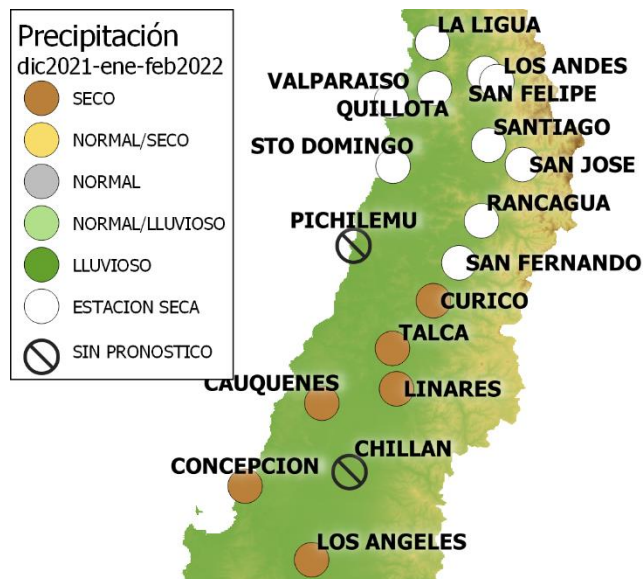 Precipitación
dic2021-ene-feb2022
SECO
NORMAL/SECO
NORMAL
NORMAL/LLUVIOSO
LLUVIOSO
ESTACION SECA
SIN PRONOSTICO
LA LIGUA
LOS ANDES
VALPARAISO
SAN FELIPE
QUILLOTA
SANTIAGO
STO DOMINGO
SAN JOSE
RANCAGUA
PICHILEMU
SAN FERNANDO
CURICO
TALCA
CAUQUENES
LINARES
CHILLAN
CONCEPCION
LOS ANGELES